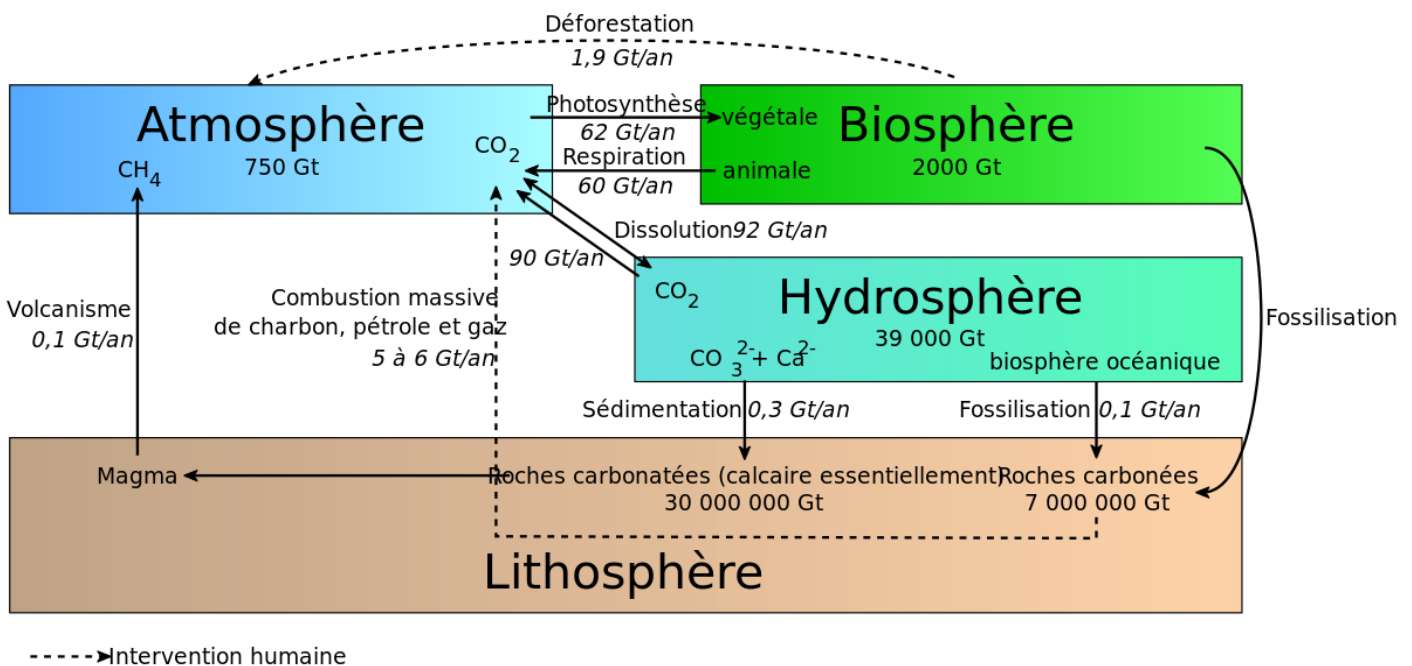 Déforestation
1,9 Gt/an
Atmosphère
750 Gt
CH4
CO2
Photosynthèse
62 Gt/an
Respiration
60 Gt/an
végétale
animale
Biosphère
2000 Gt
Dissolution 92 Gt/an
90 Gt/an
Volcanisme
0,1 Gt/an
Combustion massive
de charbon, pétrole et gaz
5 à 6 Gt/an
CO2
Hydrosphère
39 000 Gt
CO3 2- + Ca 2-
biosphère océanique
Fossilisation
Sédimentation 0,3 Gt/an
Fossilisation 0,1 Gt/an
Magma
Roches carbonatées (calcaire essentiellement)
30 000 000 Gt
Roches carbonées
7 000 000 Gt
Lithosphère
Intervention humaine